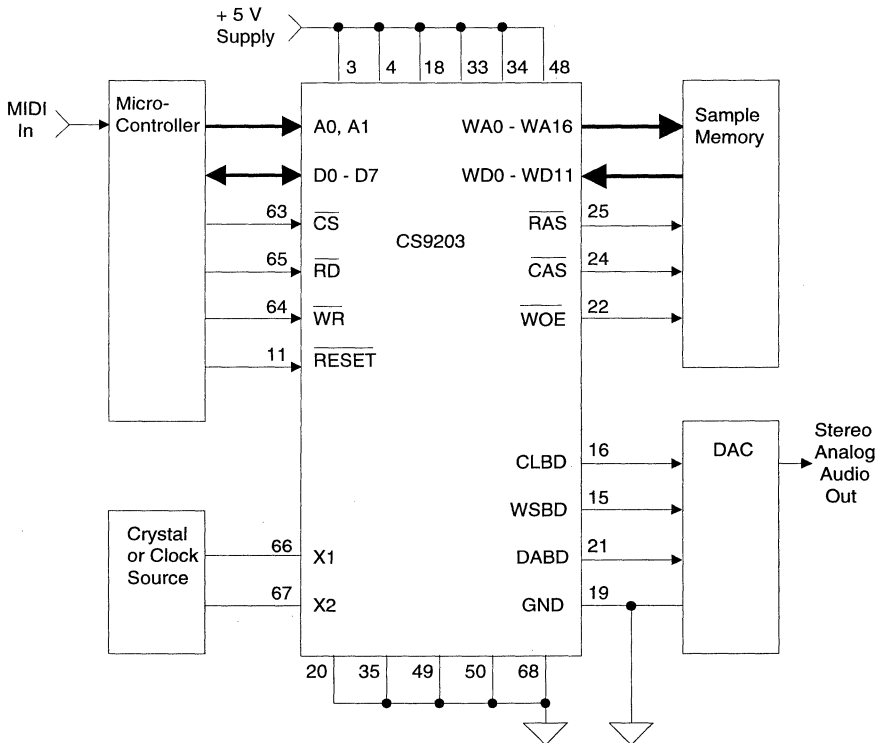 + 5 V
Supply
3 4 18 33 34 48
MIDI
In
Micro-
Controller
A0, A1
WA0 - WA16
Sample
Memory
D0 - D7
WD0 - WD11
63
CS
CS9203
RAS
25
65
RD
CAS
24
64
WR
WOE
22
11
RESET
CLBD
16
DAC
Stereo
Analog
Audio
Out
WSBD
15
Crystal
or Clock
Source
66
X1
DABD
21
67
X2
GND
19
20 35 49 50 68